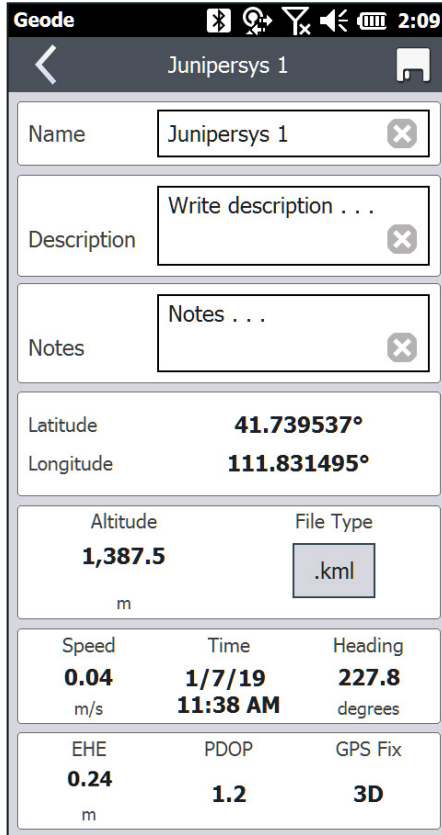 Geode 2:09
Junipersys 1
Name Junipersys 1
Description Write description . . .
Notes Notes . . .
Latitude 41.739537°
Longitude 111.831495°
Altitude File Type
1,387.5 .kml
m
Speed Time Heading
0.04 1/7/19 227.8
m/s 11:38 AM degrees
EHE PDOP GPS Fix
0.24 1.2 3D
m